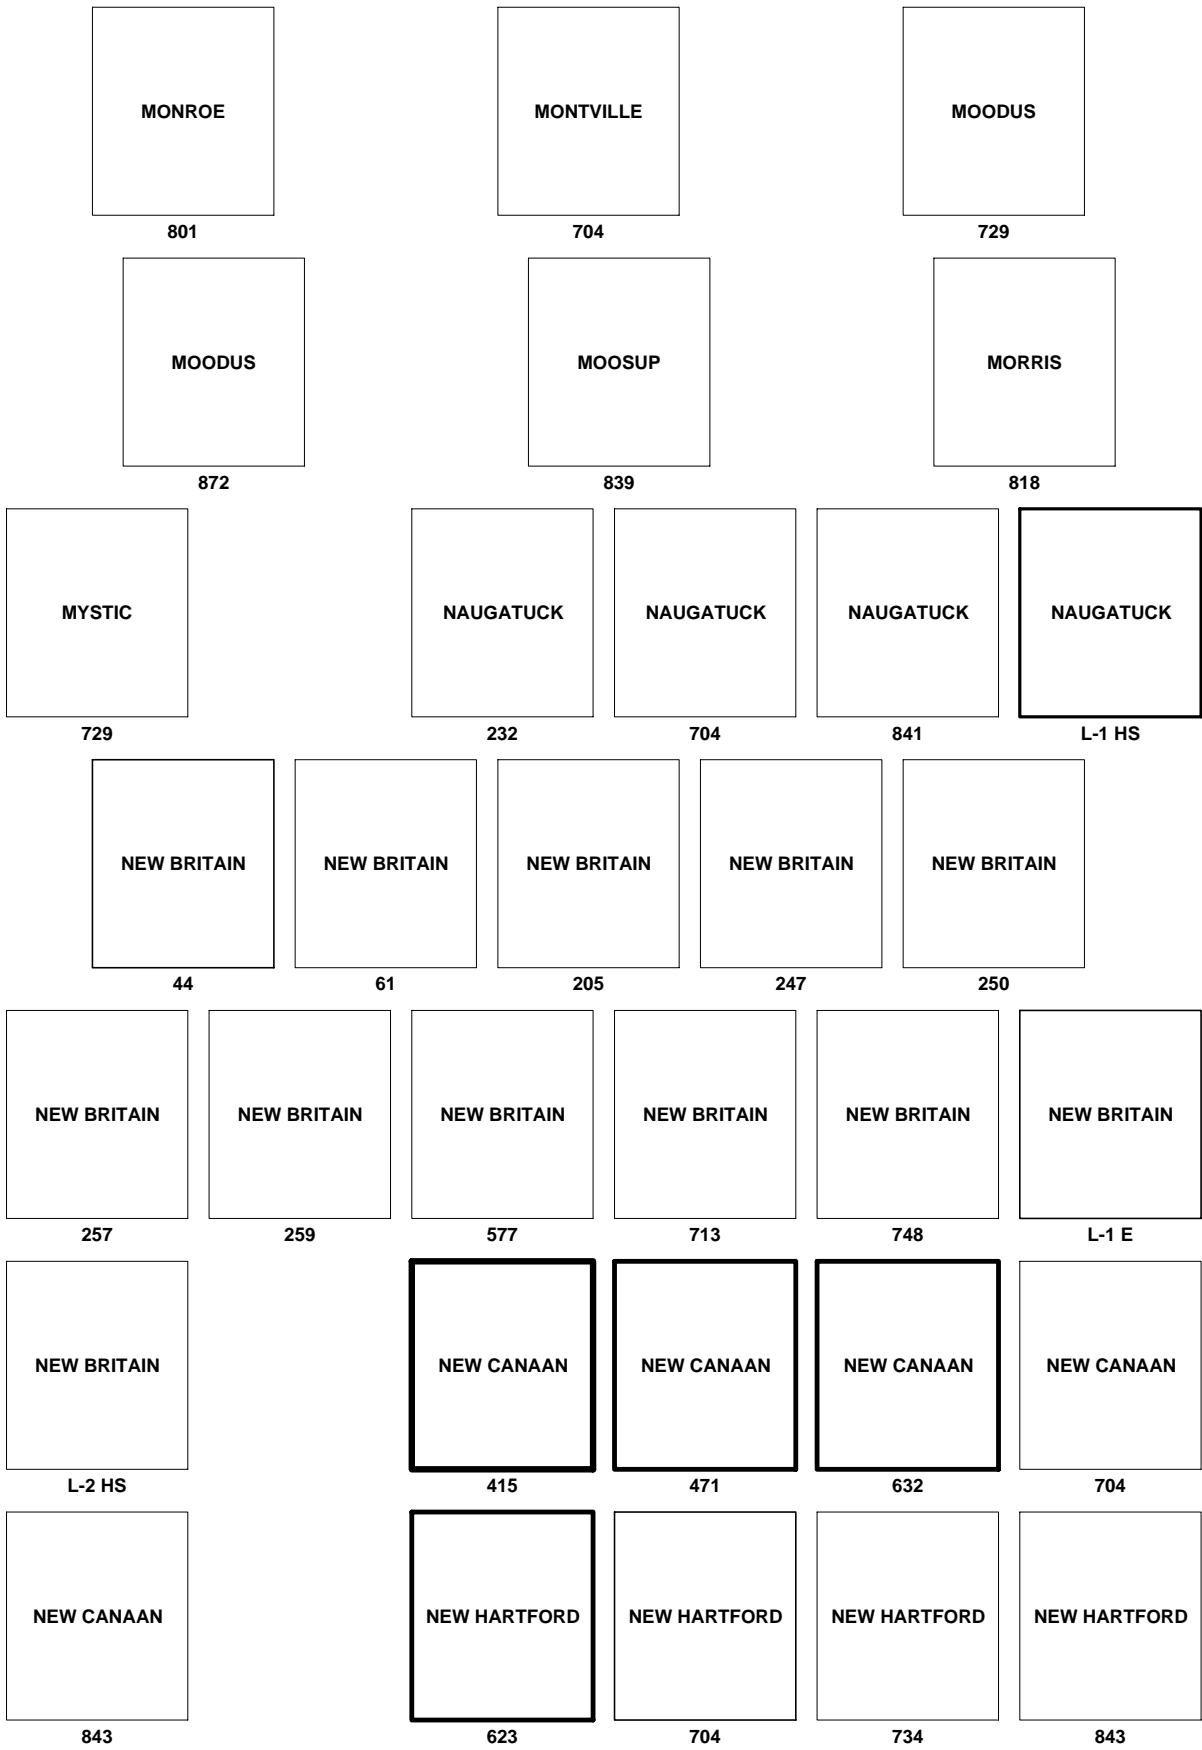 MONROE MONTVILLE MOODUS
801 704 729
MOODUS MOOSUP MORRIS
872 839 818
MYSTIC NAUGATUCK NAUGATUCK NAUGATUCK NAUGATUCK
729 232 704 841 L-1 HS
NEW BRITAIN NEW BRITAIN NEW BRITAIN NEW BRITAIN NEW BRITAIN
44 61 205 247 250
NEW BRITAIN NEW BRITAIN NEW BRITAIN NEW BRITAIN NEW BRITAIN NEW BRITAIN
257 259 577 713 748 L-1 E
NEW BRITAIN NEW CANAAN NEW CANAAN NEW CANAAN NEW CANAAN
L-2 HS 415 471 632 704
NEW CANAAN NEW HARTFORD NEW HARTFORD NEW HARTFORD NEW HARTFORD
843 623 704 734 843